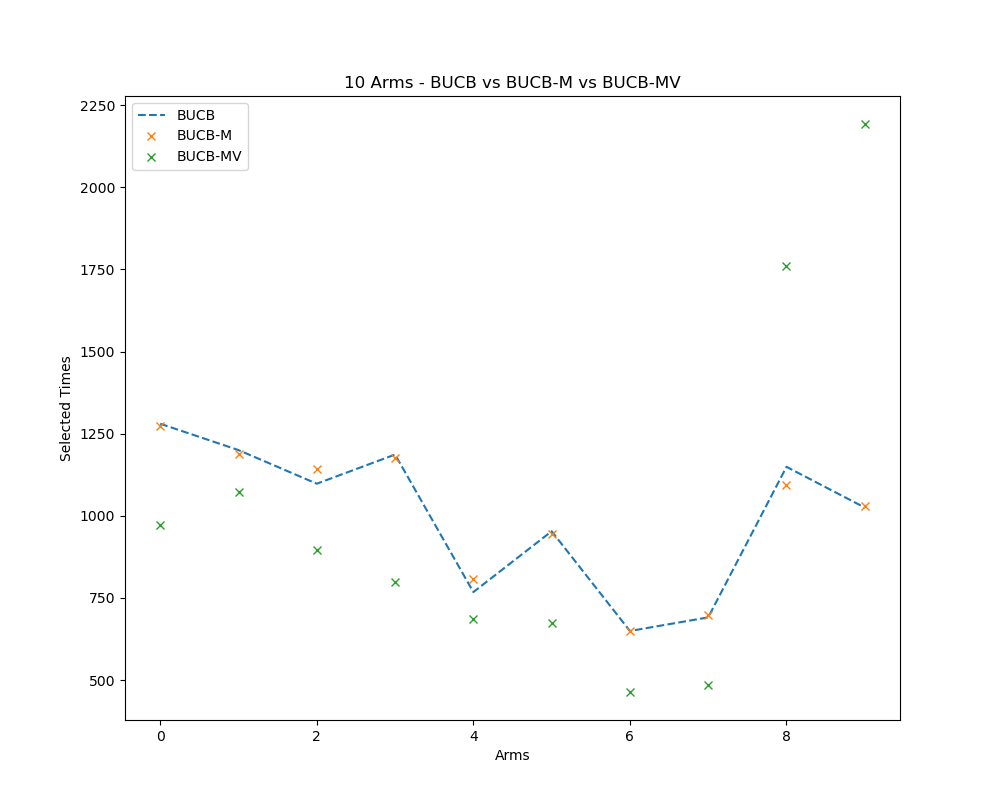 10 Arms - BUCB vs BUCB-M vs BUCB-MV
BUCB
BUCB-M
BUCB-MV
2250
2000
1750
1500
1250
1000
750
500
Selected Times
0 2 4 6 8
Arms